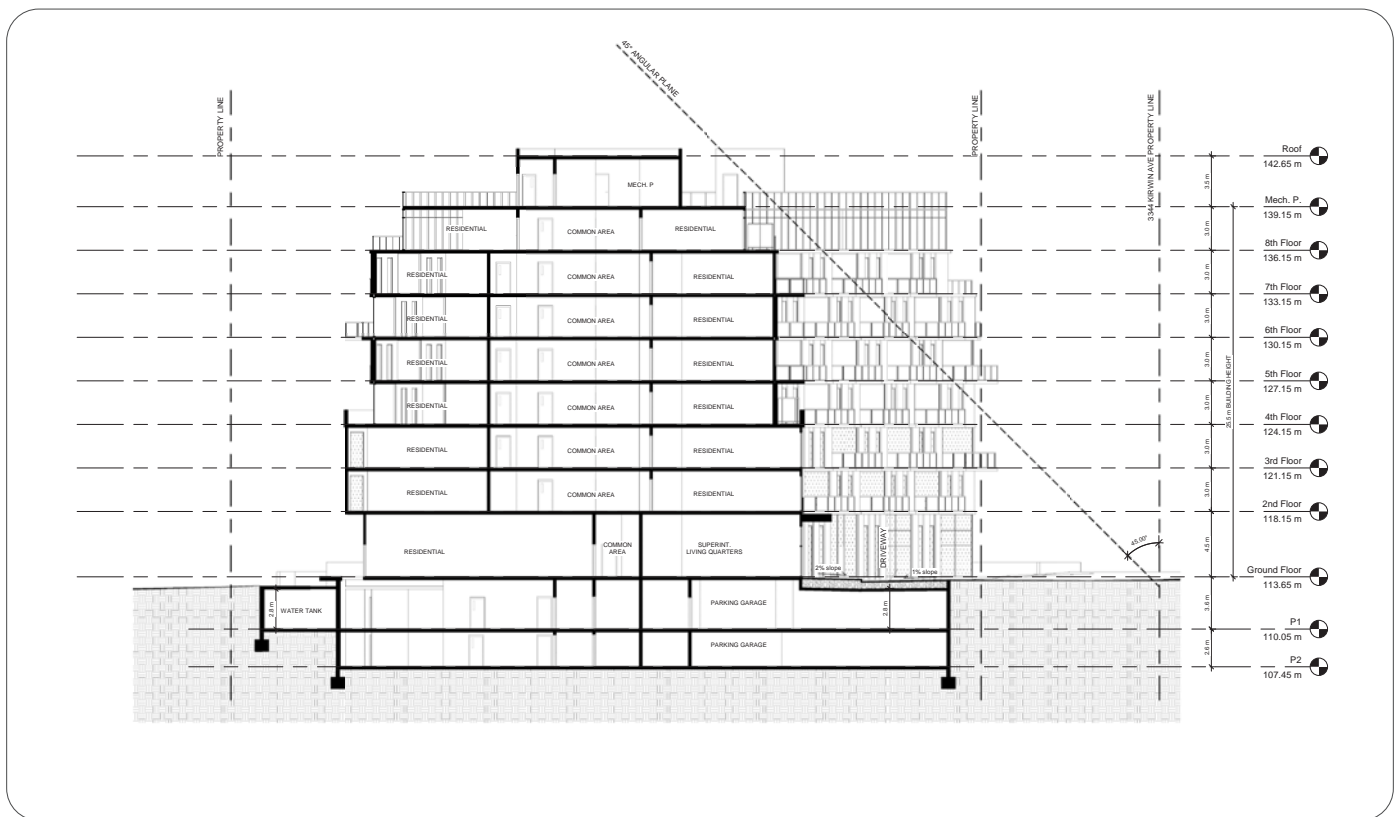 45° ANGULAR PLANE
PROPERTY LINE
PROPERTY LINE
3344 KIRWIN AVE PROPERTY LINE
Roof
142.65 m
3.5 m
MECH. P
Mech. P.
139.15 m
RESIDENTIAL
COMMON AREA
RESIDENTIAL
3.0 m
8th Floor
136.15 m
RESIDENTIAL
COMMON AREA
RESIDENTIAL
3.0 m
7th Floor
133.15 m
RESIDENTIAL
COMMON AREA
RESIDENTIAL
3.0 m
6th Floor
130.15 m
RESIDENTIAL
COMMON AREA
RESIDENTIAL
3.0 m
25.5 m BUILDING HEIGHT
5th Floor
127.15 m
RESIDENTIAL
COMMON AREA
RESIDENTIAL
3.0 m
4th Floor
124.15 m
RESIDENTIAL
COMMON AREA
RESIDENTIAL
3.0 m
3rd Floor
121.15 m
RESIDENTIAL
COMMON AREA
RESIDENTIAL
3.0 m
2nd Floor
118.15 m
RESIDENTIAL
COMMON
AREA
SUPERINT.
LIVING QUARTERS
DRIVEWAY
2% slope
1% slope
45.00°
4.5 m
Ground Floor
113.65 m
2.8 m
WATER TANK
PARKING GARAGE
2.8 m
3.6 m
P1
110.05 m
PARKING GARAGE
2.6 m
P2
107.45 m